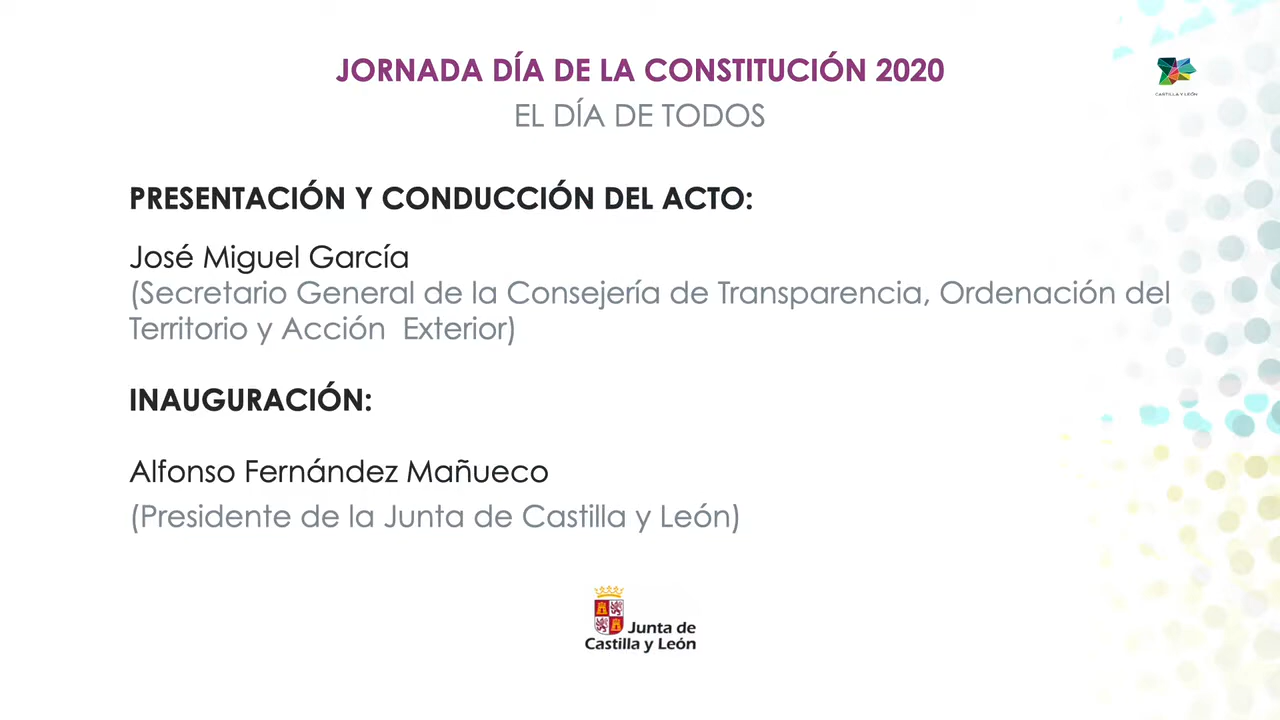 JORNADA DÍA DE LA CONSTITUCIÓN 2020
EL DÍA DE TODOS
CASTILLA Y LEÓN
PRESENTACIÓN Y CONDUCCIÓN DEL ACTO:
José Miguel García
(Secretario General de la Consejería de Transparencia, Ordenación del
Territorio y Acción  Exterior)
INAUGURACIÓN:
Alfonso Fernández Mañueco
(Presidente de la Junta de Castilla y León)
Junta de
Castilla y León